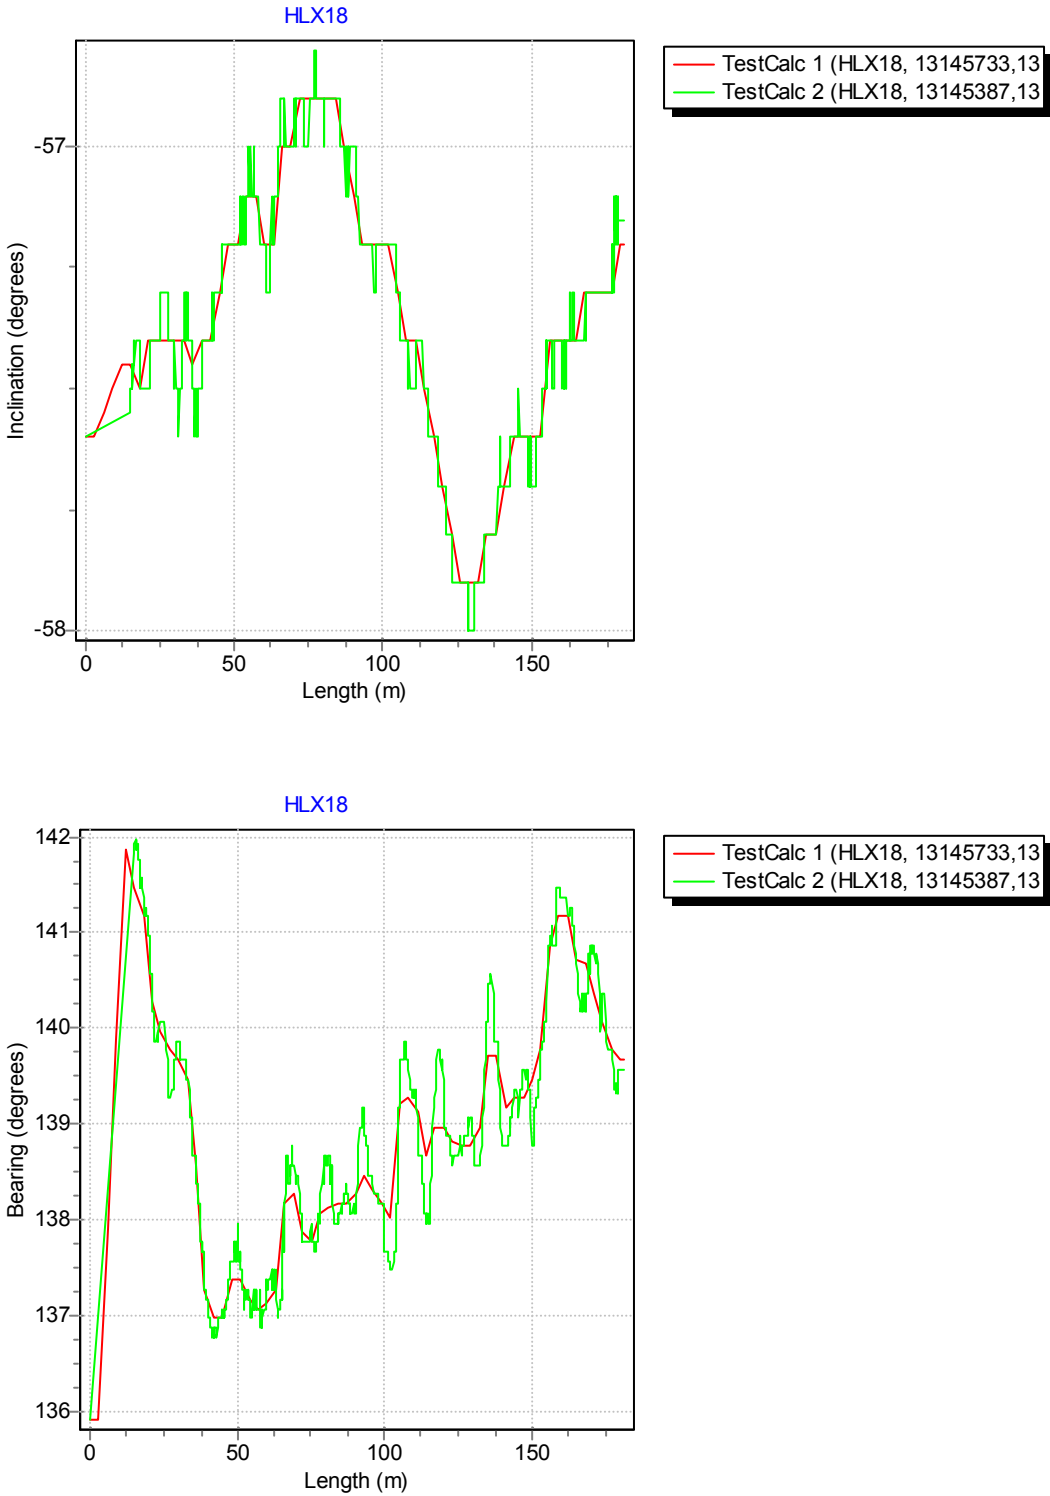 HLX18
TestCalc 1 (HLX18, 13145733,13
TestCalc 2 (HLX18, 13145387,13
-57
-58
Inclination (degrees)
0 50 100 150
Length (m)
HLX18
TestCalc 1 (HLX18, 13145733,13
TestCalc 2 (HLX18, 13145387,13
142
141
140
139
138
137
136
Bearing (degrees)
0 50 100 150
Length (m)